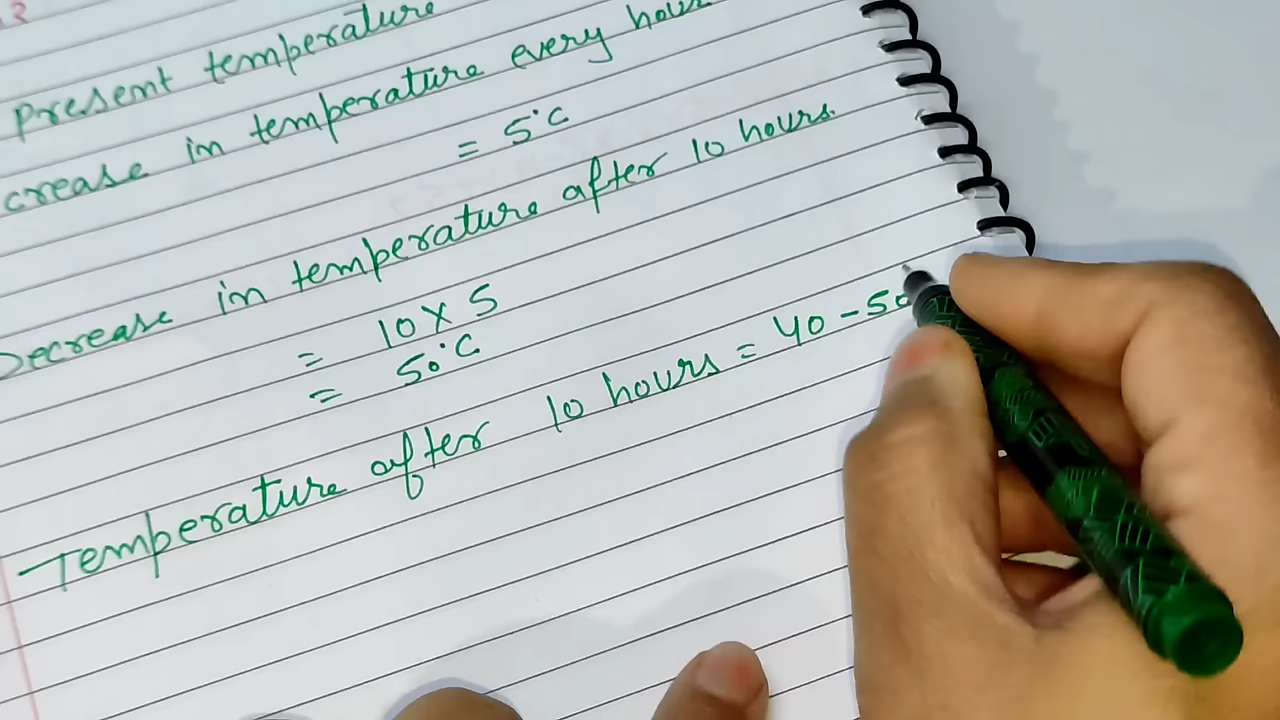 Present temperature
crease in temperature every hour
= 5°C
Decrease in temperature after 10 hours.
= 10 x 5
= 50°C
Temperature after 10 hours = 40 - 50